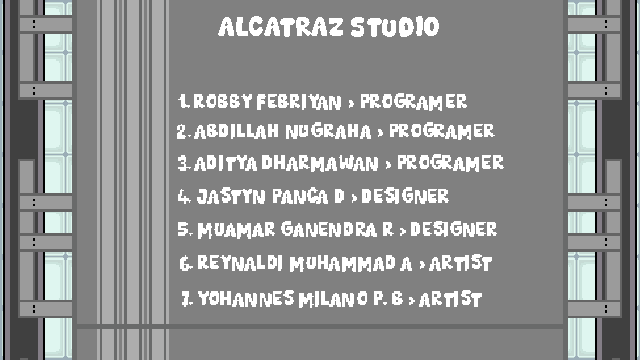 ALCATRAZ STUDIO
1. ROBBY FEBRIYAN > PROGRAMER
2. ABDILLAH NUGRAHA > PROGRAMER
3. ADITYA DHARMAWAN > PROGRAMER
4. JASTYN PANCA D > DESIGNER
5. MUAMAR GANENDRA R > DESIGNER
6. REYNALDI MUHAMMAD A > ARTIST
7. YOHANNES MILANO P. B > ARTIST